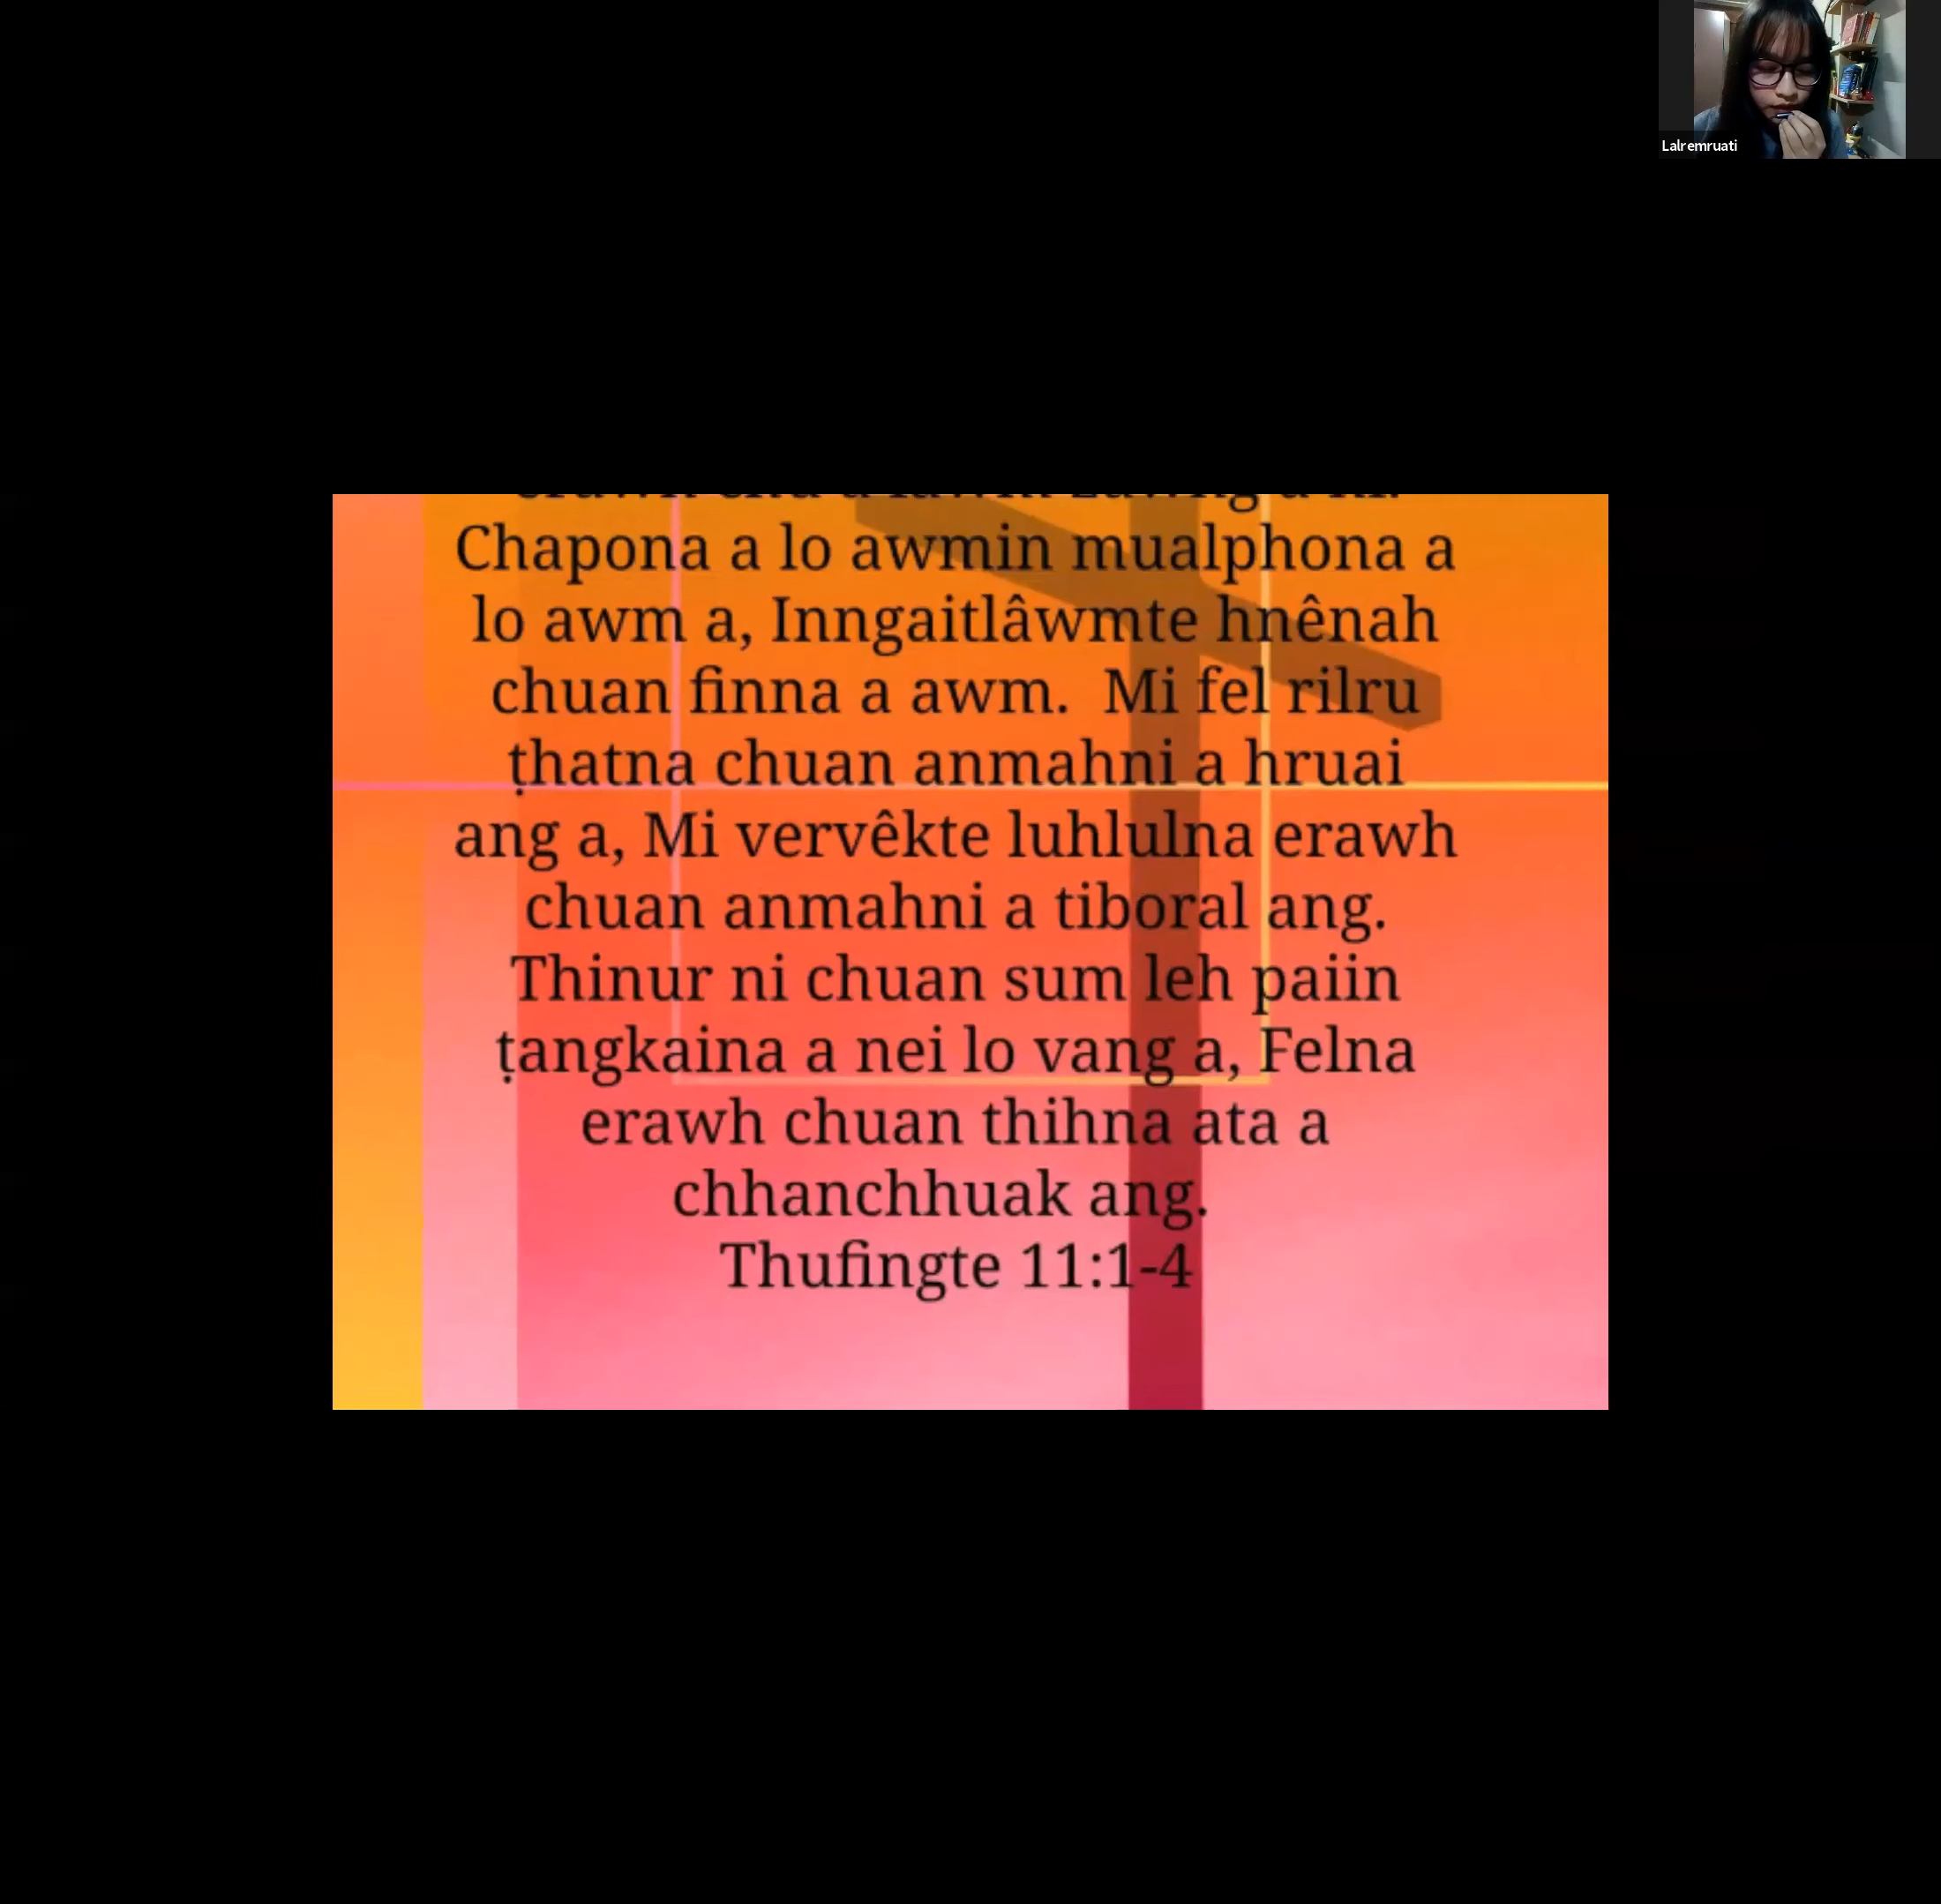 Lalremruati
Chapona a lo awmin mualphona a
lo awm a, Inngaitlâwmte hnênah
chuan finna a awm.  Mi fel rilru
ṭhatna chuan anmahni a hruai
ang a, Mi vervêkte luhlulna erawh
chuan anmahni a tiboral ang.
Thinur ni chuan sum leh paiin
ṭangkaina a nei lo vang a, Felna
erawh chuan thihna ata a
chhanchhuak ang.
Thufingte 11:1-4